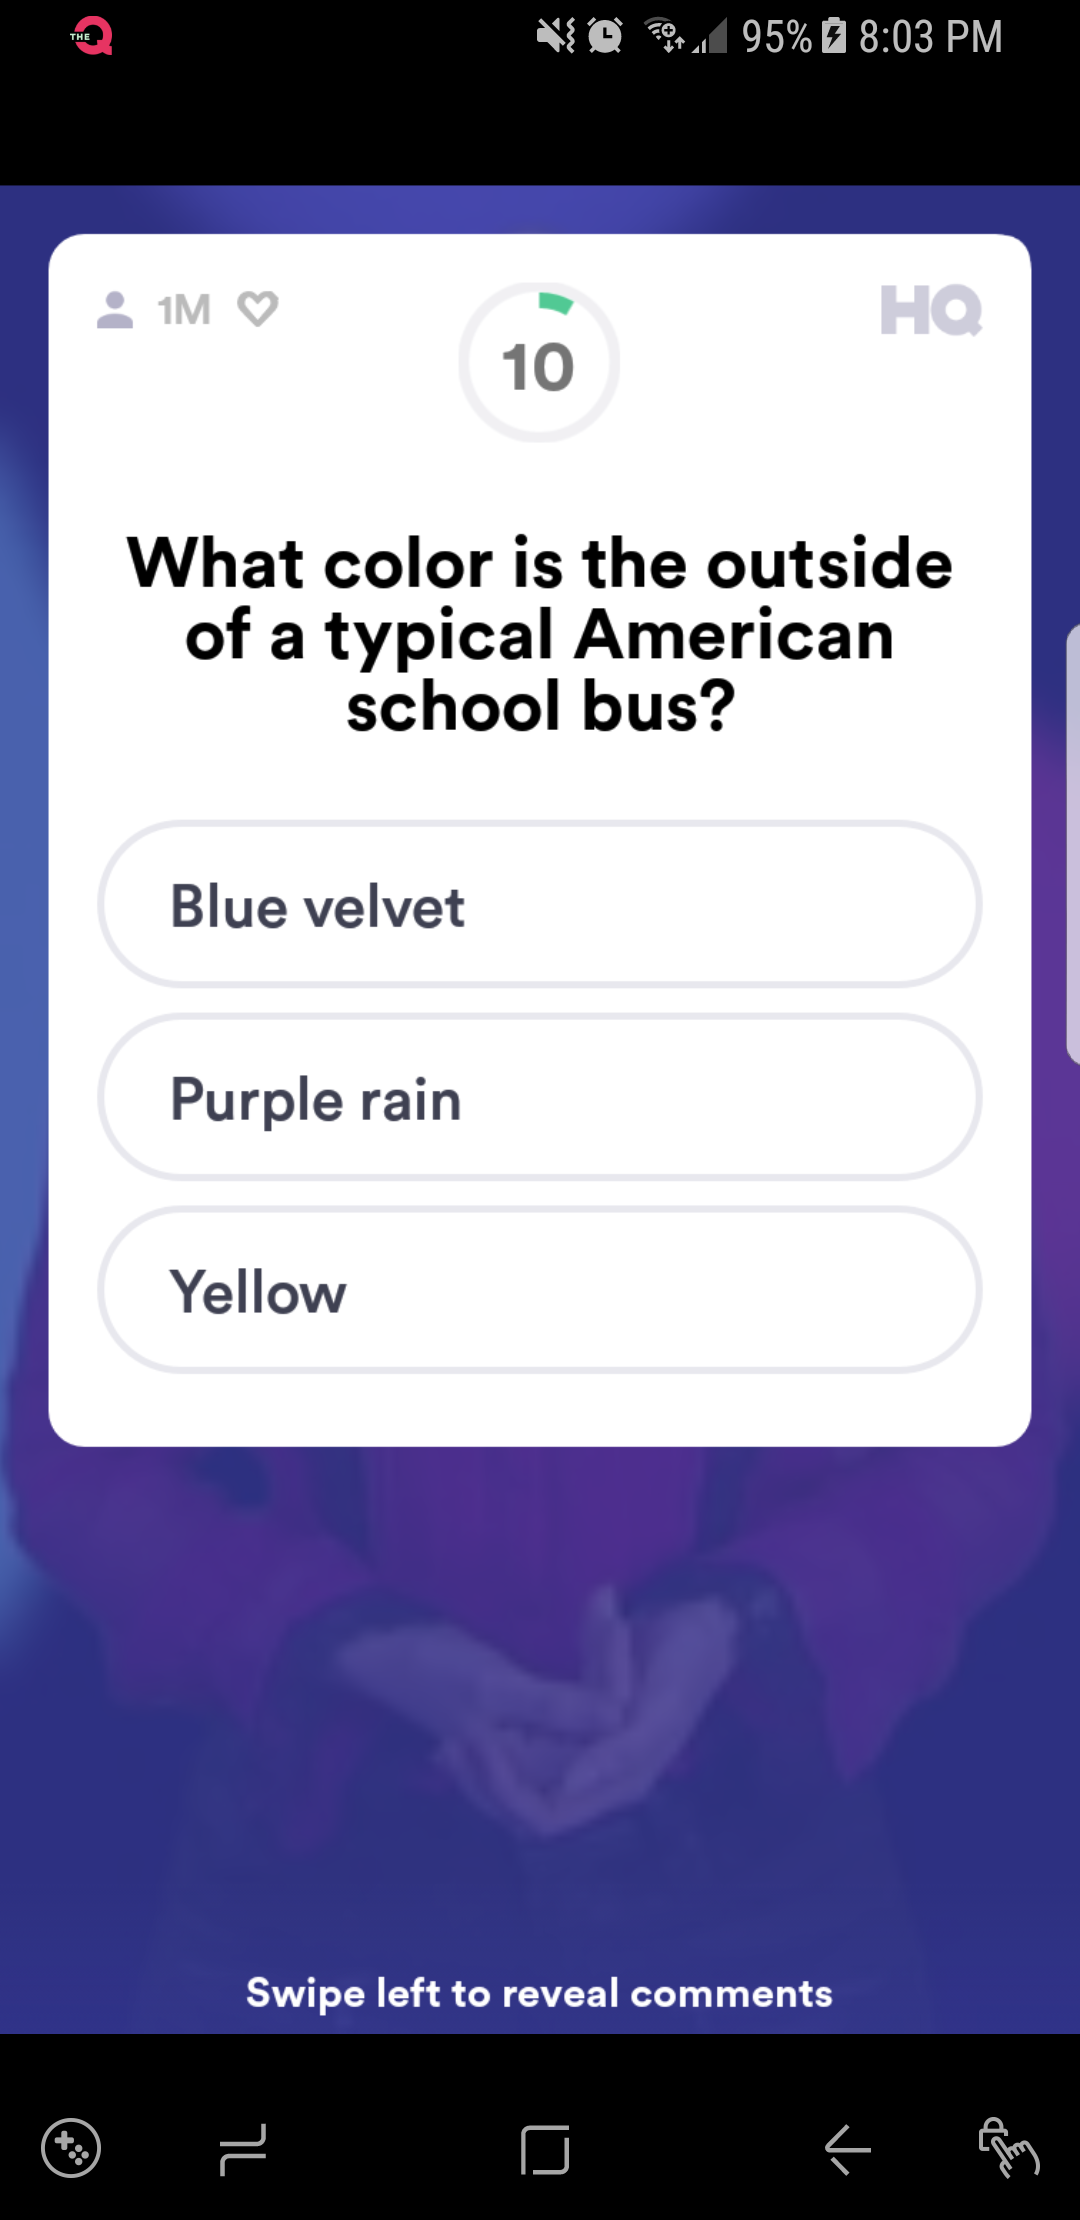 THE Q 95% 8:03 PM
1M 10 HQ
What color is the outside
of a typical American
school bus?
Blue velvet
Purple rain
Yellow
Swipe left to reveal comments